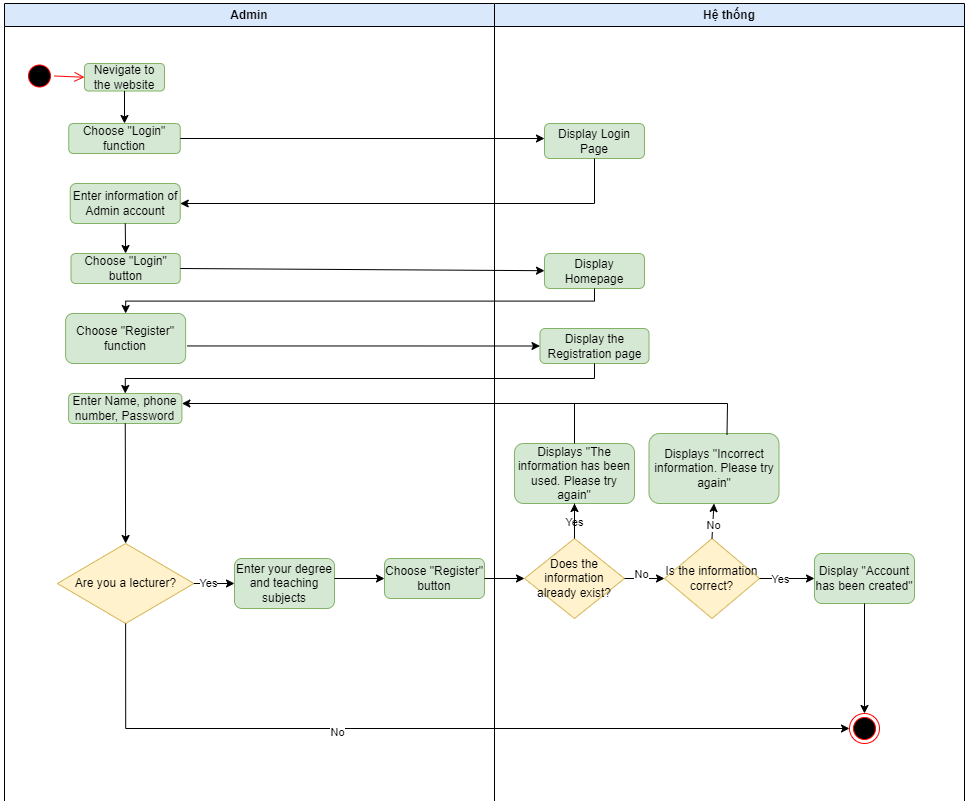 Admin
Hệ thống
Nevigate to
the website
Choose "Login"
function
Display Login
Page
Enter information of
Admin account
Choose "Login"
button
Display
Homepage
Choose "Register"
function
Display the
Registration page
Enter Name, phone
number, Password
Displays "The
information has been
used. Please try
again"
Displays "Incorrect
information. Please try
again"
Yes
No
Are you a lecturer?
Yes
Enter your degree
and teaching
subjects
Choose "Register"
button
Does the
information
already exist?
No
Is the information
correct?
Yes
Display "Account
has been created"
No